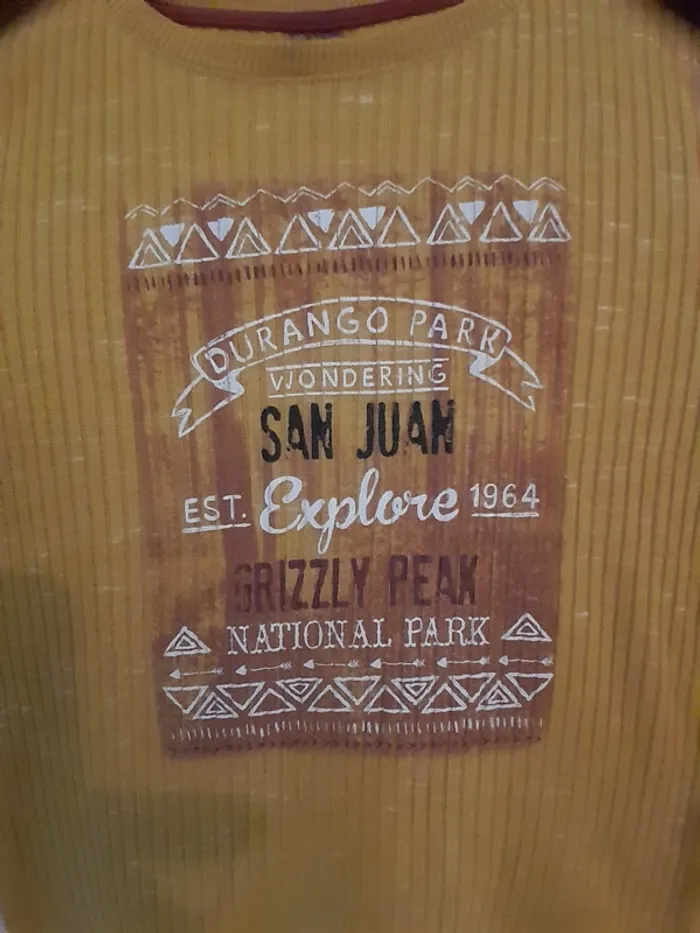 DURANGO PARK
WONDERING
SAN JUAN
EST. Explore 1964
GRIZZLY PEAK
NATIONAL PARK